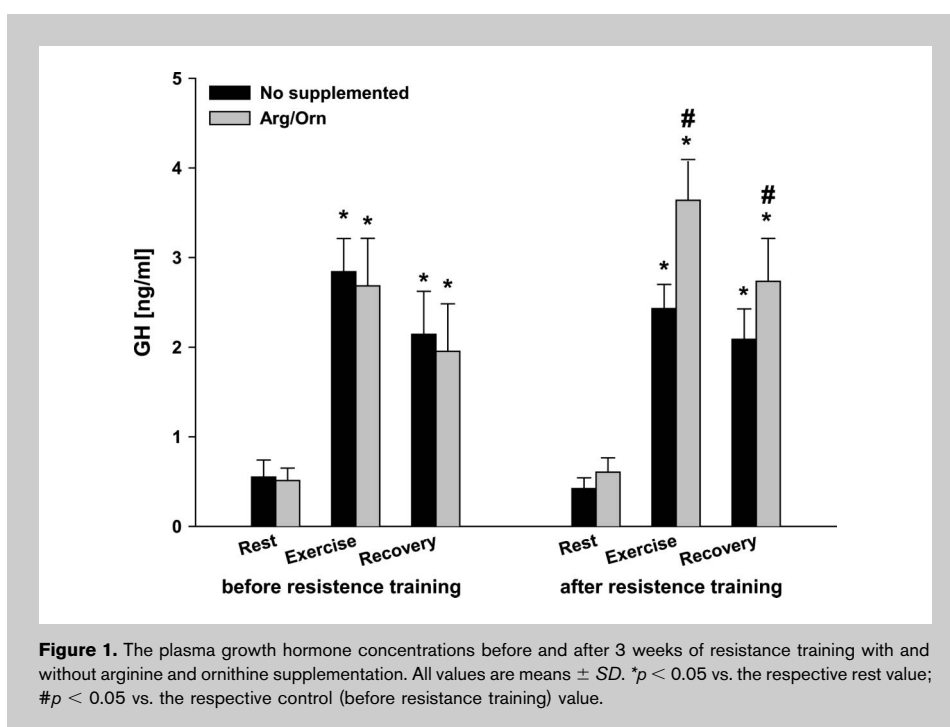 5
No supplemented
Arg/Orn
#
*
4
#
* *
*
3
*
* *
*
GH [ng/ml]
2
1
0
Rest Exercise Recovery Rest Exercise Recovery
before resistence training after resistence training
Figure 1. The plasma growth hormone concentrations before and after 3 weeks of resistance training with and
without arginine and ornithine supplementation. All values are means ± SD. *p < 0.05 vs. the respective rest value;
#p < 0.05 vs. the respective control (before resistance training) value.